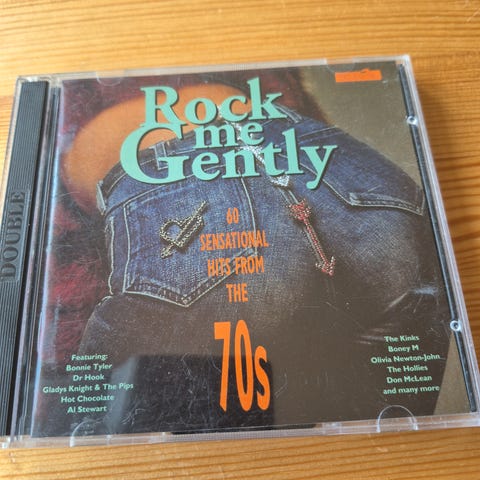 Rock
me
Gently
60
SENSATIONAL
HITS FROM
THE
70s
DOUBLE
Featuring:
Bonnie Tyler
Dr Hook
Gladys Knight & The Pips
Hot Chocolate
Al Stewart
The Kinks
Boney M
Olivia Newton-John
The Hollies
Don McLean
and many more